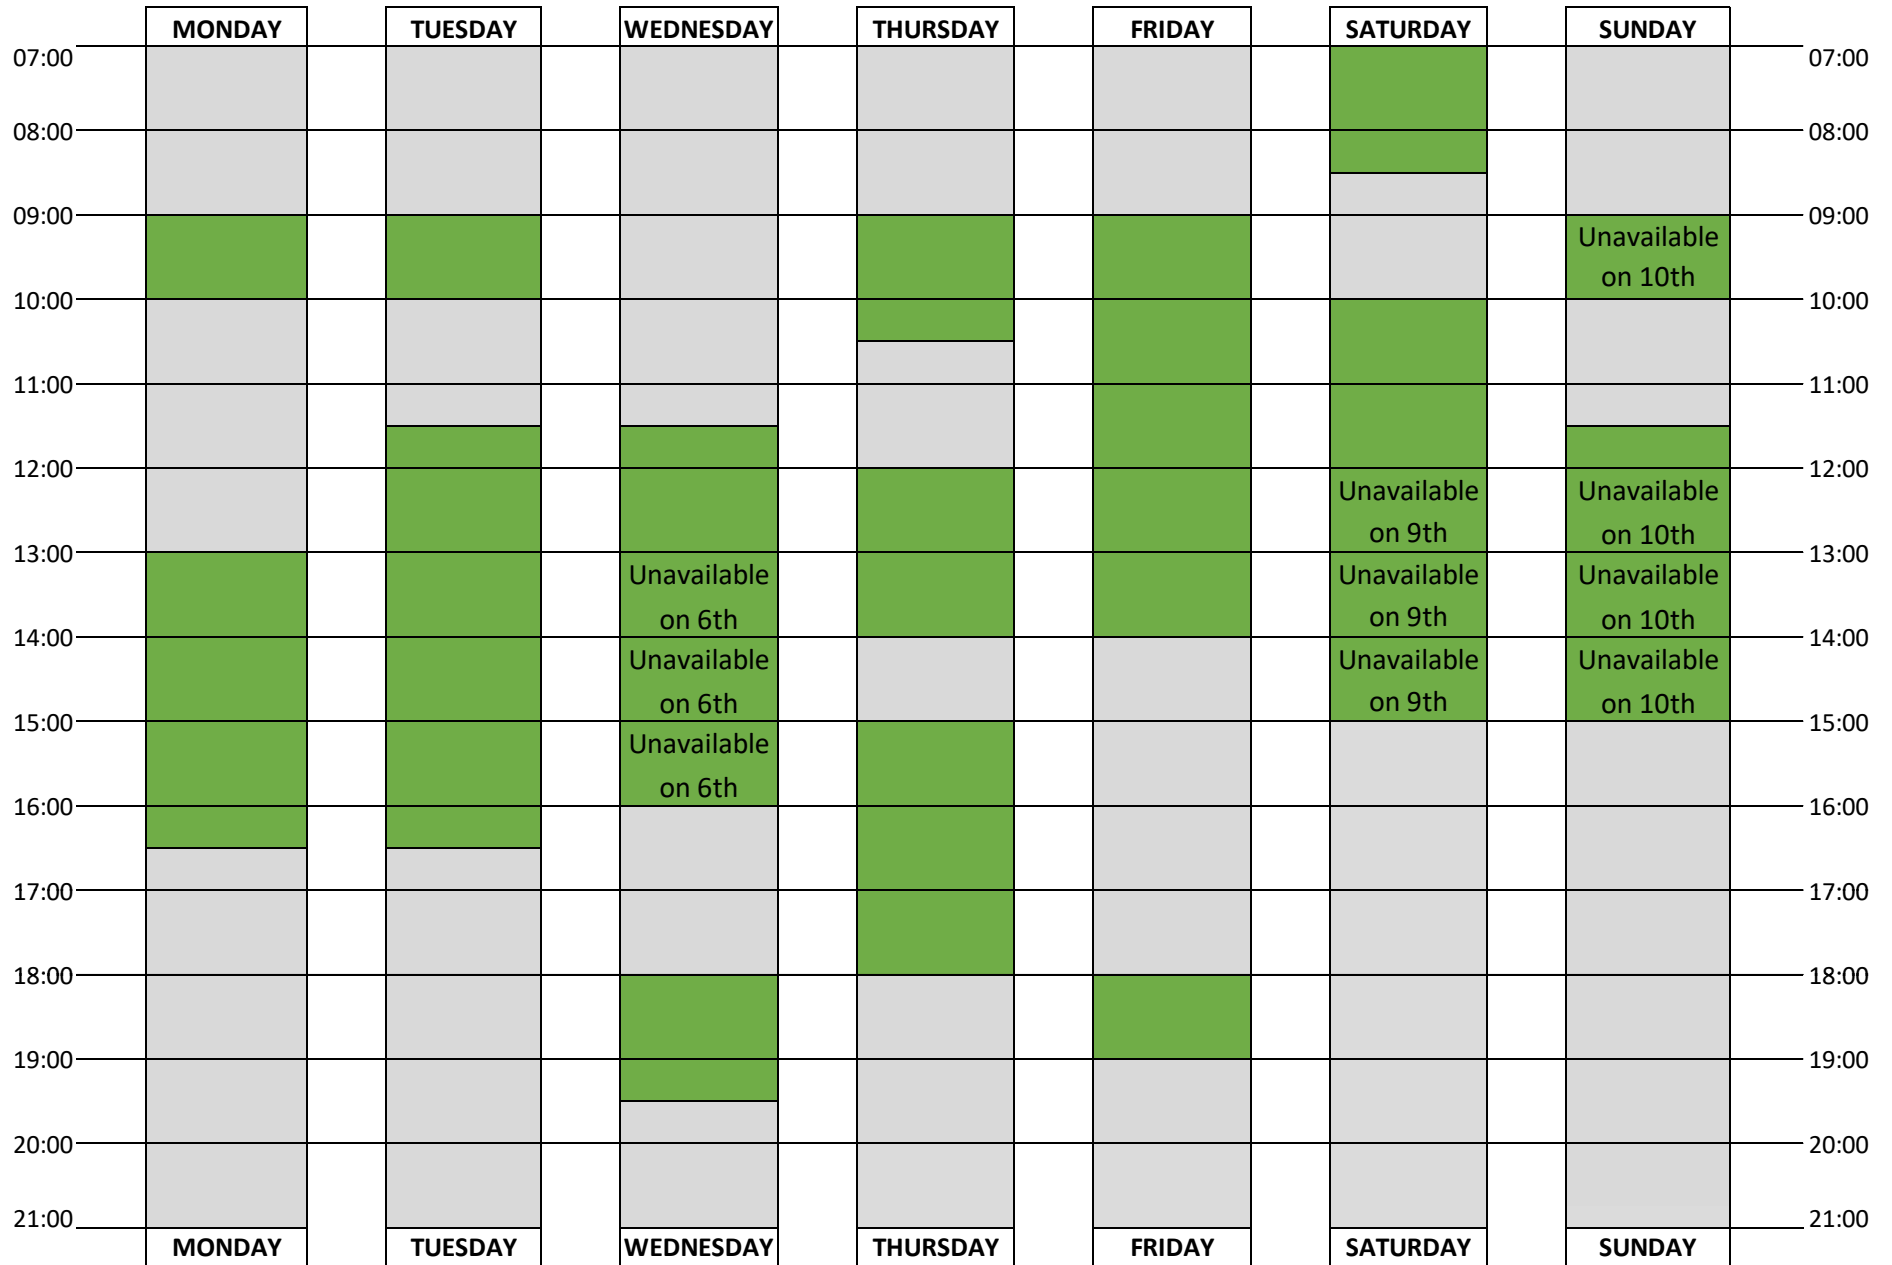 MONDAY TUESDAY WEDNESDAY THURSDAY FRIDAY SATURDAY SUNDAY
07:00 07:00
08:00 08:00
09:00 09:00
Unavailable
on 10th
10:00 10:00
11:00 11:00
12:00 12:00
Unavailable Unavailable
on 9th on 10th
13:00 13:00
Unavailable Unavailable Unavailable
on 6th on 9th on 10th
14:00 14:00
Unavailable Unavailable Unavailable
on 6th on 9th on 10th
15:00 15:00
Unavailable
on 6th
16:00 16:00
17:00 17:00
18:00 18:00
19:00 19:00
20:00 20:00
21:00 21:00
MONDAY TUESDAY WEDNESDAY THURSDAY FRIDAY SATURDAY SUNDAY